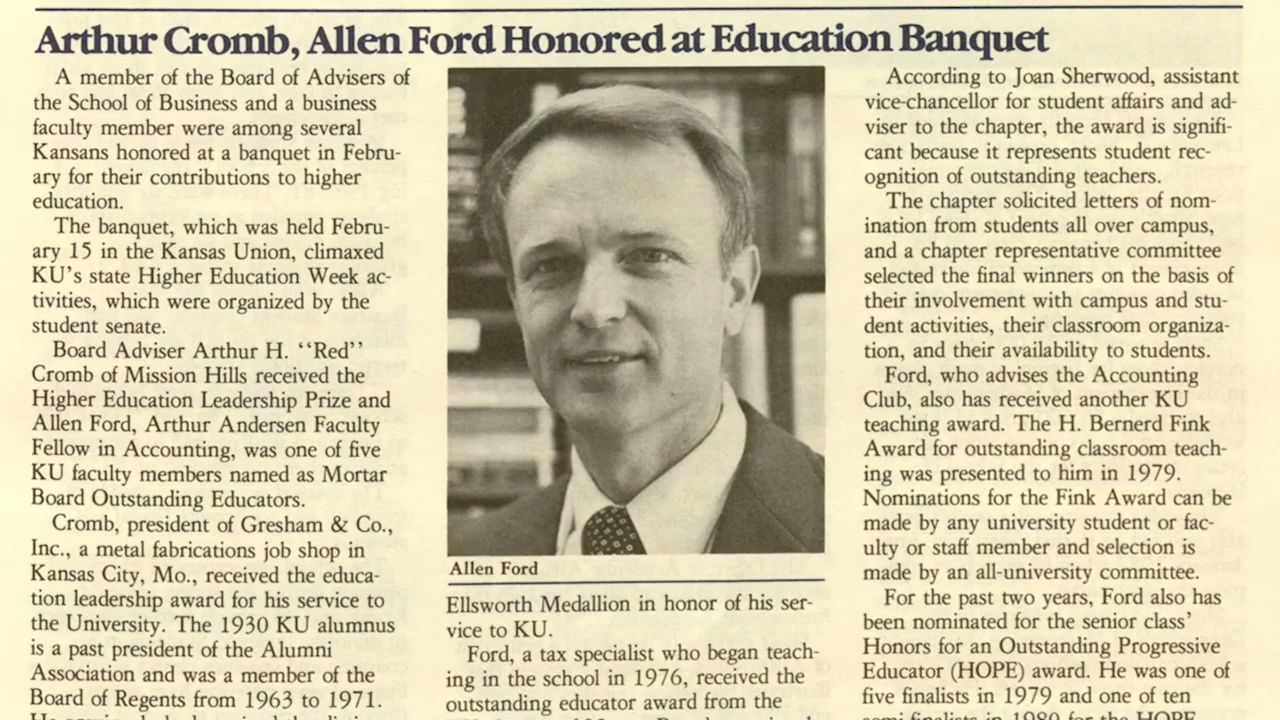 Arthur Cromb, Allen Ford Honored at Education Banquet
A member of the Board of Advisers of
the School of Business and a business
faculty member were among several
Kansans honored at a banquet in Febru-
ary for their contributions to higher
education.
The banquet, which was held Febru-
ary 15 in the Kansas Union, climaxed
KU's state Higher Education Week ac-
tivities, which were organized by the
student senate.
Board Adviser Arthur H. ‘‘Red’’
Cromb of Mission Hills received the
Higher Education Leadership Prize and
Allen Ford, Arthur Andersen Faculty
Fellow in Accounting, was one of five
KU faculty members named as Mortar
Board Outstanding Educators.
Cromb, president of Gresham & Co.,
Inc., a metal fabrications job shop in
Kansas City, Mo., received the educa-
tion leadership award for his service to
the University. The 1930 KU alumnus
is a past president of the Alumni
Association and was a member of the
Board of Regents from 1963 to 1971.
Allen Ford
Ellsworth Medallion in honor of his ser-
vice to KU.
Ford, a tax specialist who began teach-
ing in the school in 1976, received the
outstanding educator award from the
According to Joan Sherwood, assistant
vice-chancellor for student affairs and ad-
viser to the chapter, the award is signifi-
cant because it represents student rec-
ognition of outstanding teachers.
The chapter solicited letters of nom-
ination from students all over campus,
and a chapter representative committee
selected the final winners on the basis of
their involvement with campus and stu-
dent activities, their classroom organiza-
tion, and their availability to students.
Ford, who advises the Accounting
Club, also has received another KU
teaching award. The H. Bernerd Fink
Award for outstanding classroom teach-
ing was presented to him in 1979.
Nominations for the Fink Award can be
made by any university student or fac-
ulty or staff member and selection is
made by an all-university committee.
For the past two years, Ford also has
been nominated for the senior class'
Honors for an Outstanding Progressive
Educator (HOPE) award. He was one of
five finalists in 1979 and one of ten
semi-finalists in 1980 for the HOPE